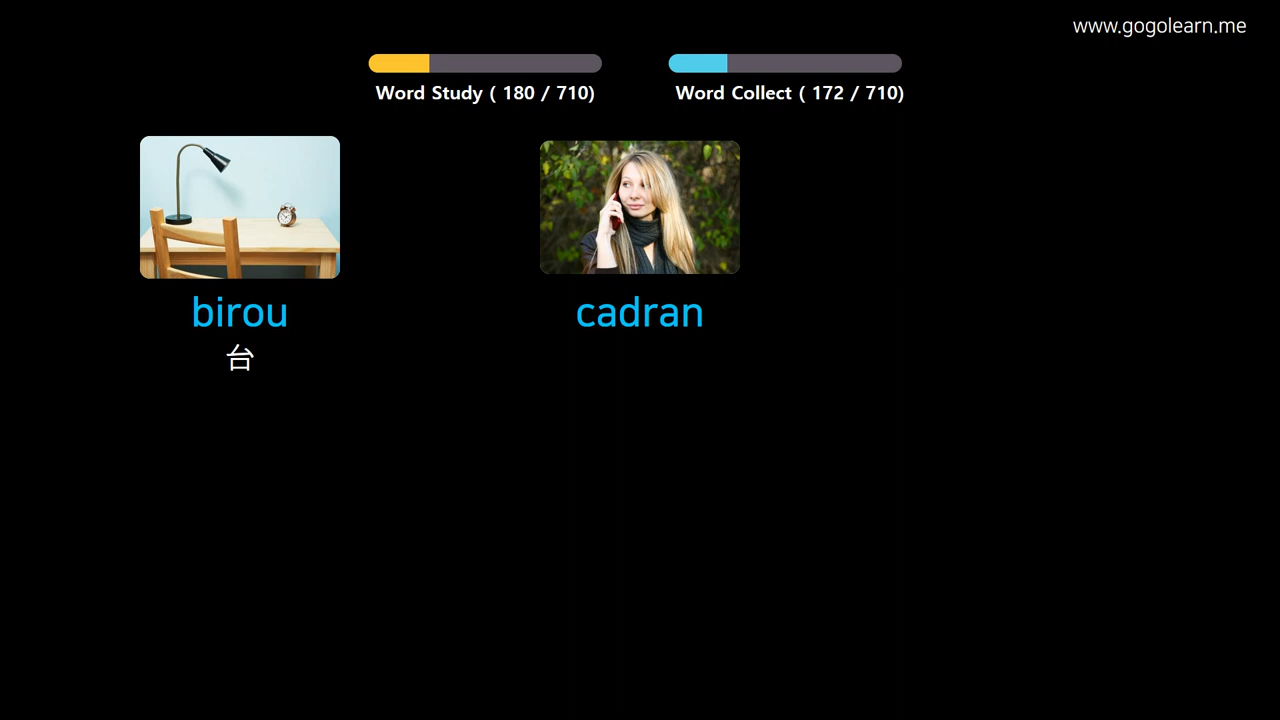 www.gogolearn.me
Word Study ( 180 / 710)
Word Collect ( 172 / 710)
birou
cadran
台